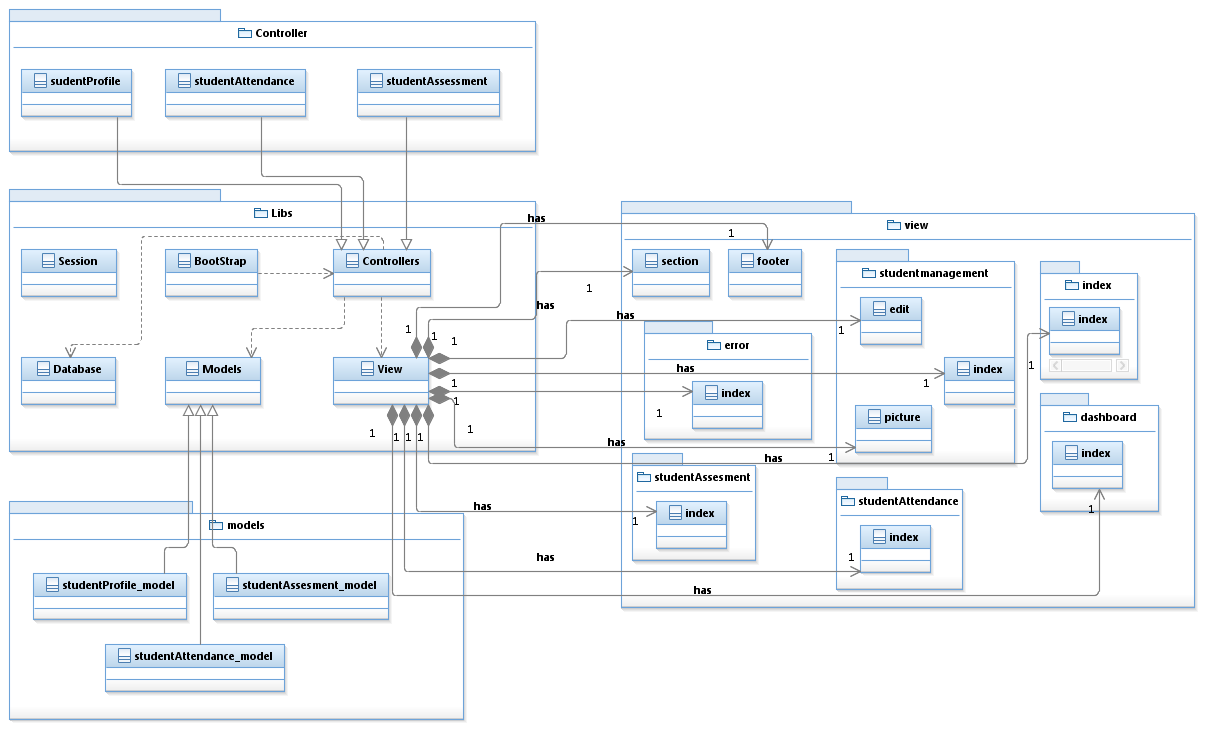 Controller
sudentProfile
studentAttendance
studentAssessment
Libs
Session
BootStrap
Controllers
Database
Models
View
models
studentProfile_model
studentAssesment_model
studentAttendance_model
view
section
footer
studentmanagement
edit
index
picture
index
index
error
index
dashboard
index
studentAssesment
index
studentAttendance
index
has
1
1
has
1
1
has
1
1
has
1
1
1
1
has
1
1
has
1
1
has
1
1
has
1
1
has
1
1